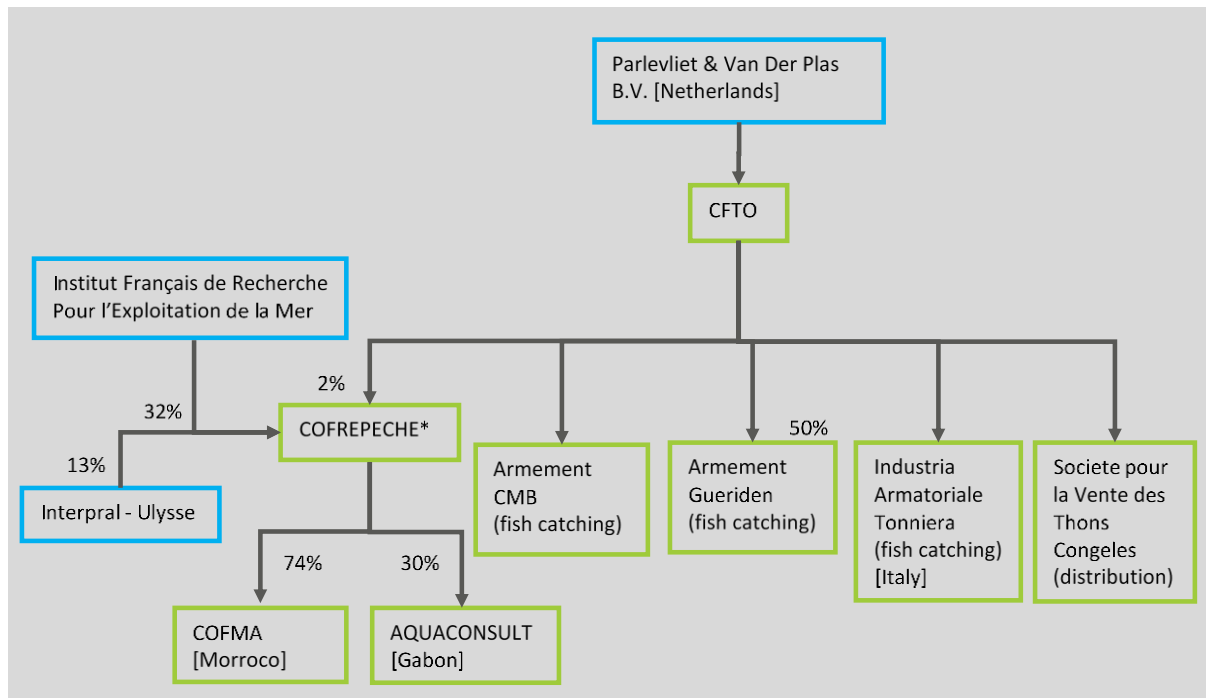 Parlevliet & Van Der Plas
B.V. [Netherlands]
CFTO
Institut Français de Recherche
Pour l'Exploitation de la Mer
2%
32%
COFREPECHE*
50%
13%
Interpral - Ulysse
Armement
CMB
(fish catching)
Armement
Gueriden
(fish catching)
Industria
Armatoriale
Tonniera
(fish catching)
[Italy]
Societe pour
la Vente des
Thons
Congeles
(distribution)
74%
30%
COFMA
[Morroco]
AQUACONSULT
[Gabon]